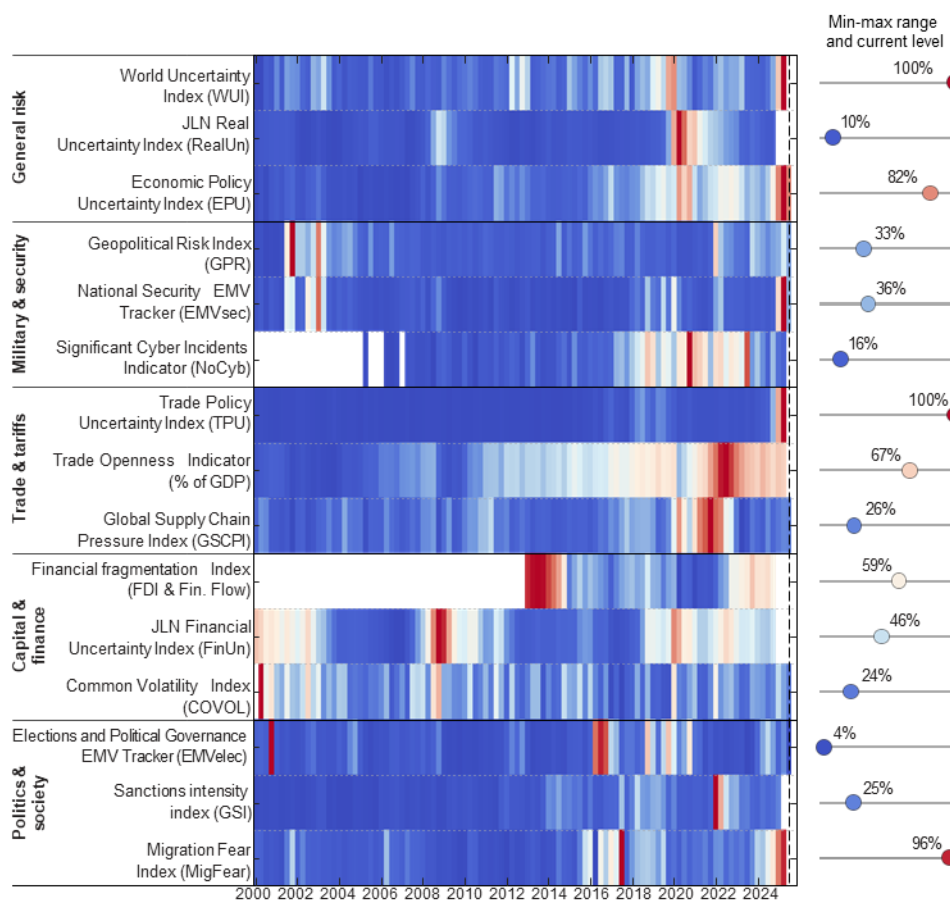 Min-max range
and current level
General risk
World Uncertainty
Index (WUI)
100%
JLN Real
Uncertainty Index (RealUn)
10%
Economic Policy
Uncertainty Index (EPU)
82%
Military & security
Geopolitical Risk Index
(GPR)
33%
National Security EMV
Tracker (EMVsec)
36%
Significant Cyber Incidents
Indicator (NoCyb)
16%
Trade & tariffs
Trade Policy
Uncertainty Index (TPU)
100%
Trade Openness Indicator
(% of GDP)
67%
Global Supply Chain
Pressure Index (GSCPI)
26%
Capital &
finance
Financial fragmentation Index
(FDI & Fin. Flow)
59%
JLN Financial
Uncertainty Index (FinUn)
46%
Common Volatility Index
(COVOL)
24%
Politics &
society
Elections and Political Governance
EMV Tracker (EMVelec)
4%
Sanctions intensity
index (GSI)
25%
Migration Fear
Index (MigFear)
96%
2000 2002 2004 2006 2008 2010 2012 2014 2016 2018 2020 2022 2024